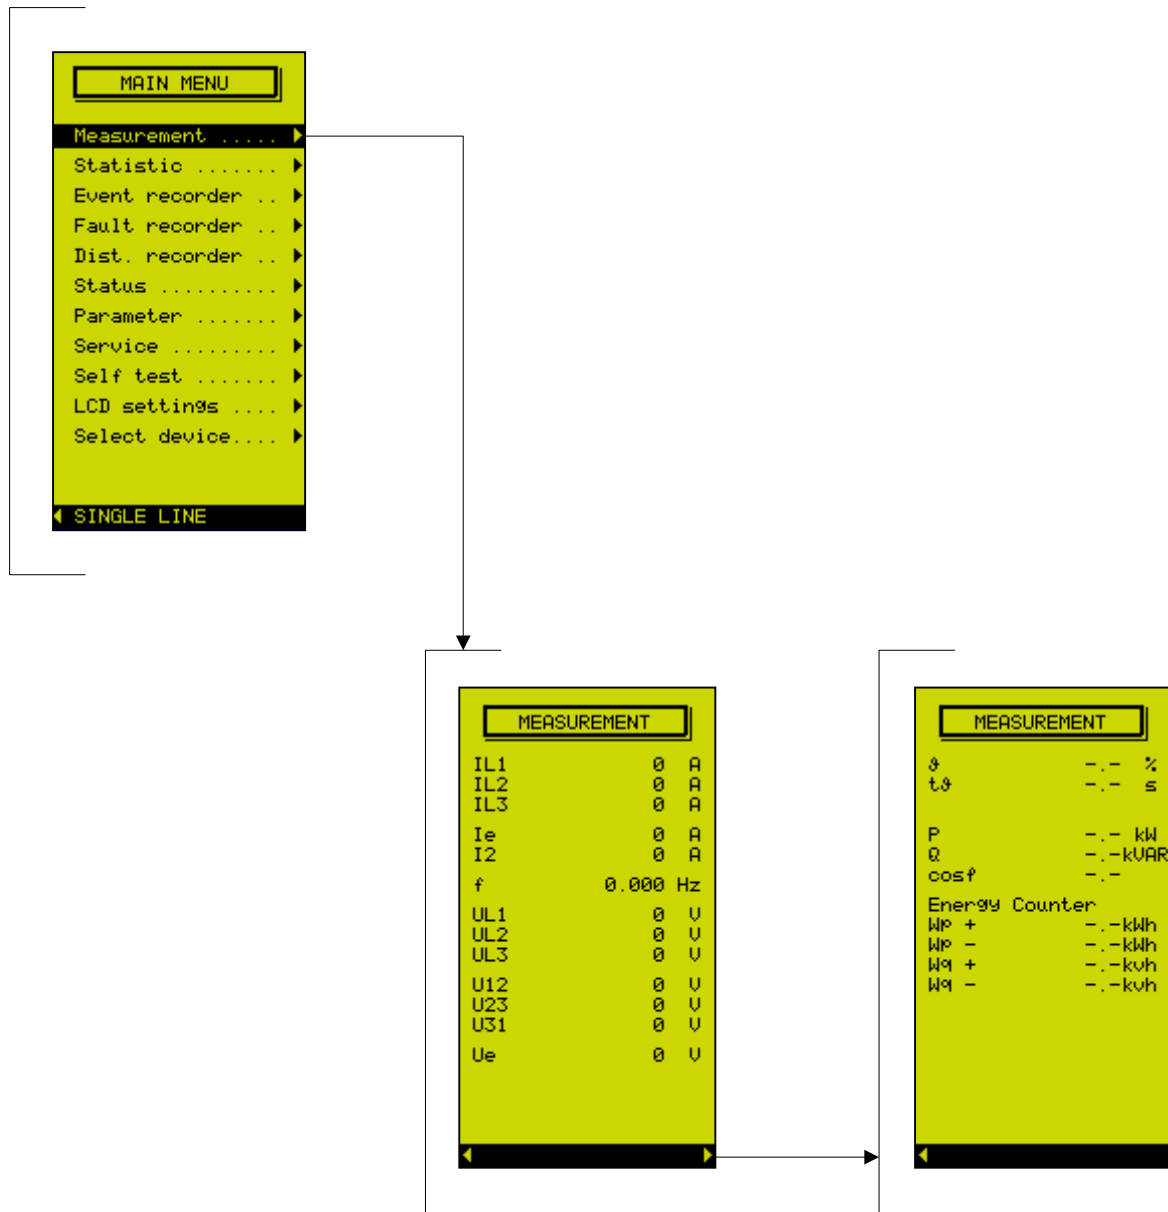 MAIN MENU
Measurement .....
Statistic .......
Event recorder ..
Fault recorder ..
Dist. recorder ..
Status ..........
Parameter .......
Service .........
Self test .......
LCD settings ....
Select device....
SINGLE LINE
MEASUREMENT
IL1 0 A
IL2 0 A
IL3 0 A
Ie 0 A
I2 0 A
f 0.000 Hz
UL1 0 V
UL2 0 V
UL3 0 V
U12 0 V
U23 0 V
U31 0 V
Ue 0 V
MEASUREMENT
ϑ -.- %
tϑ -.- s
P -.- kW
Q -.-kVAR
cosf -.-
Energy Counter
Wp + -.-kWh
Wp - -.-kWh
Wq + -.-kvh
Wq - -.-kvh